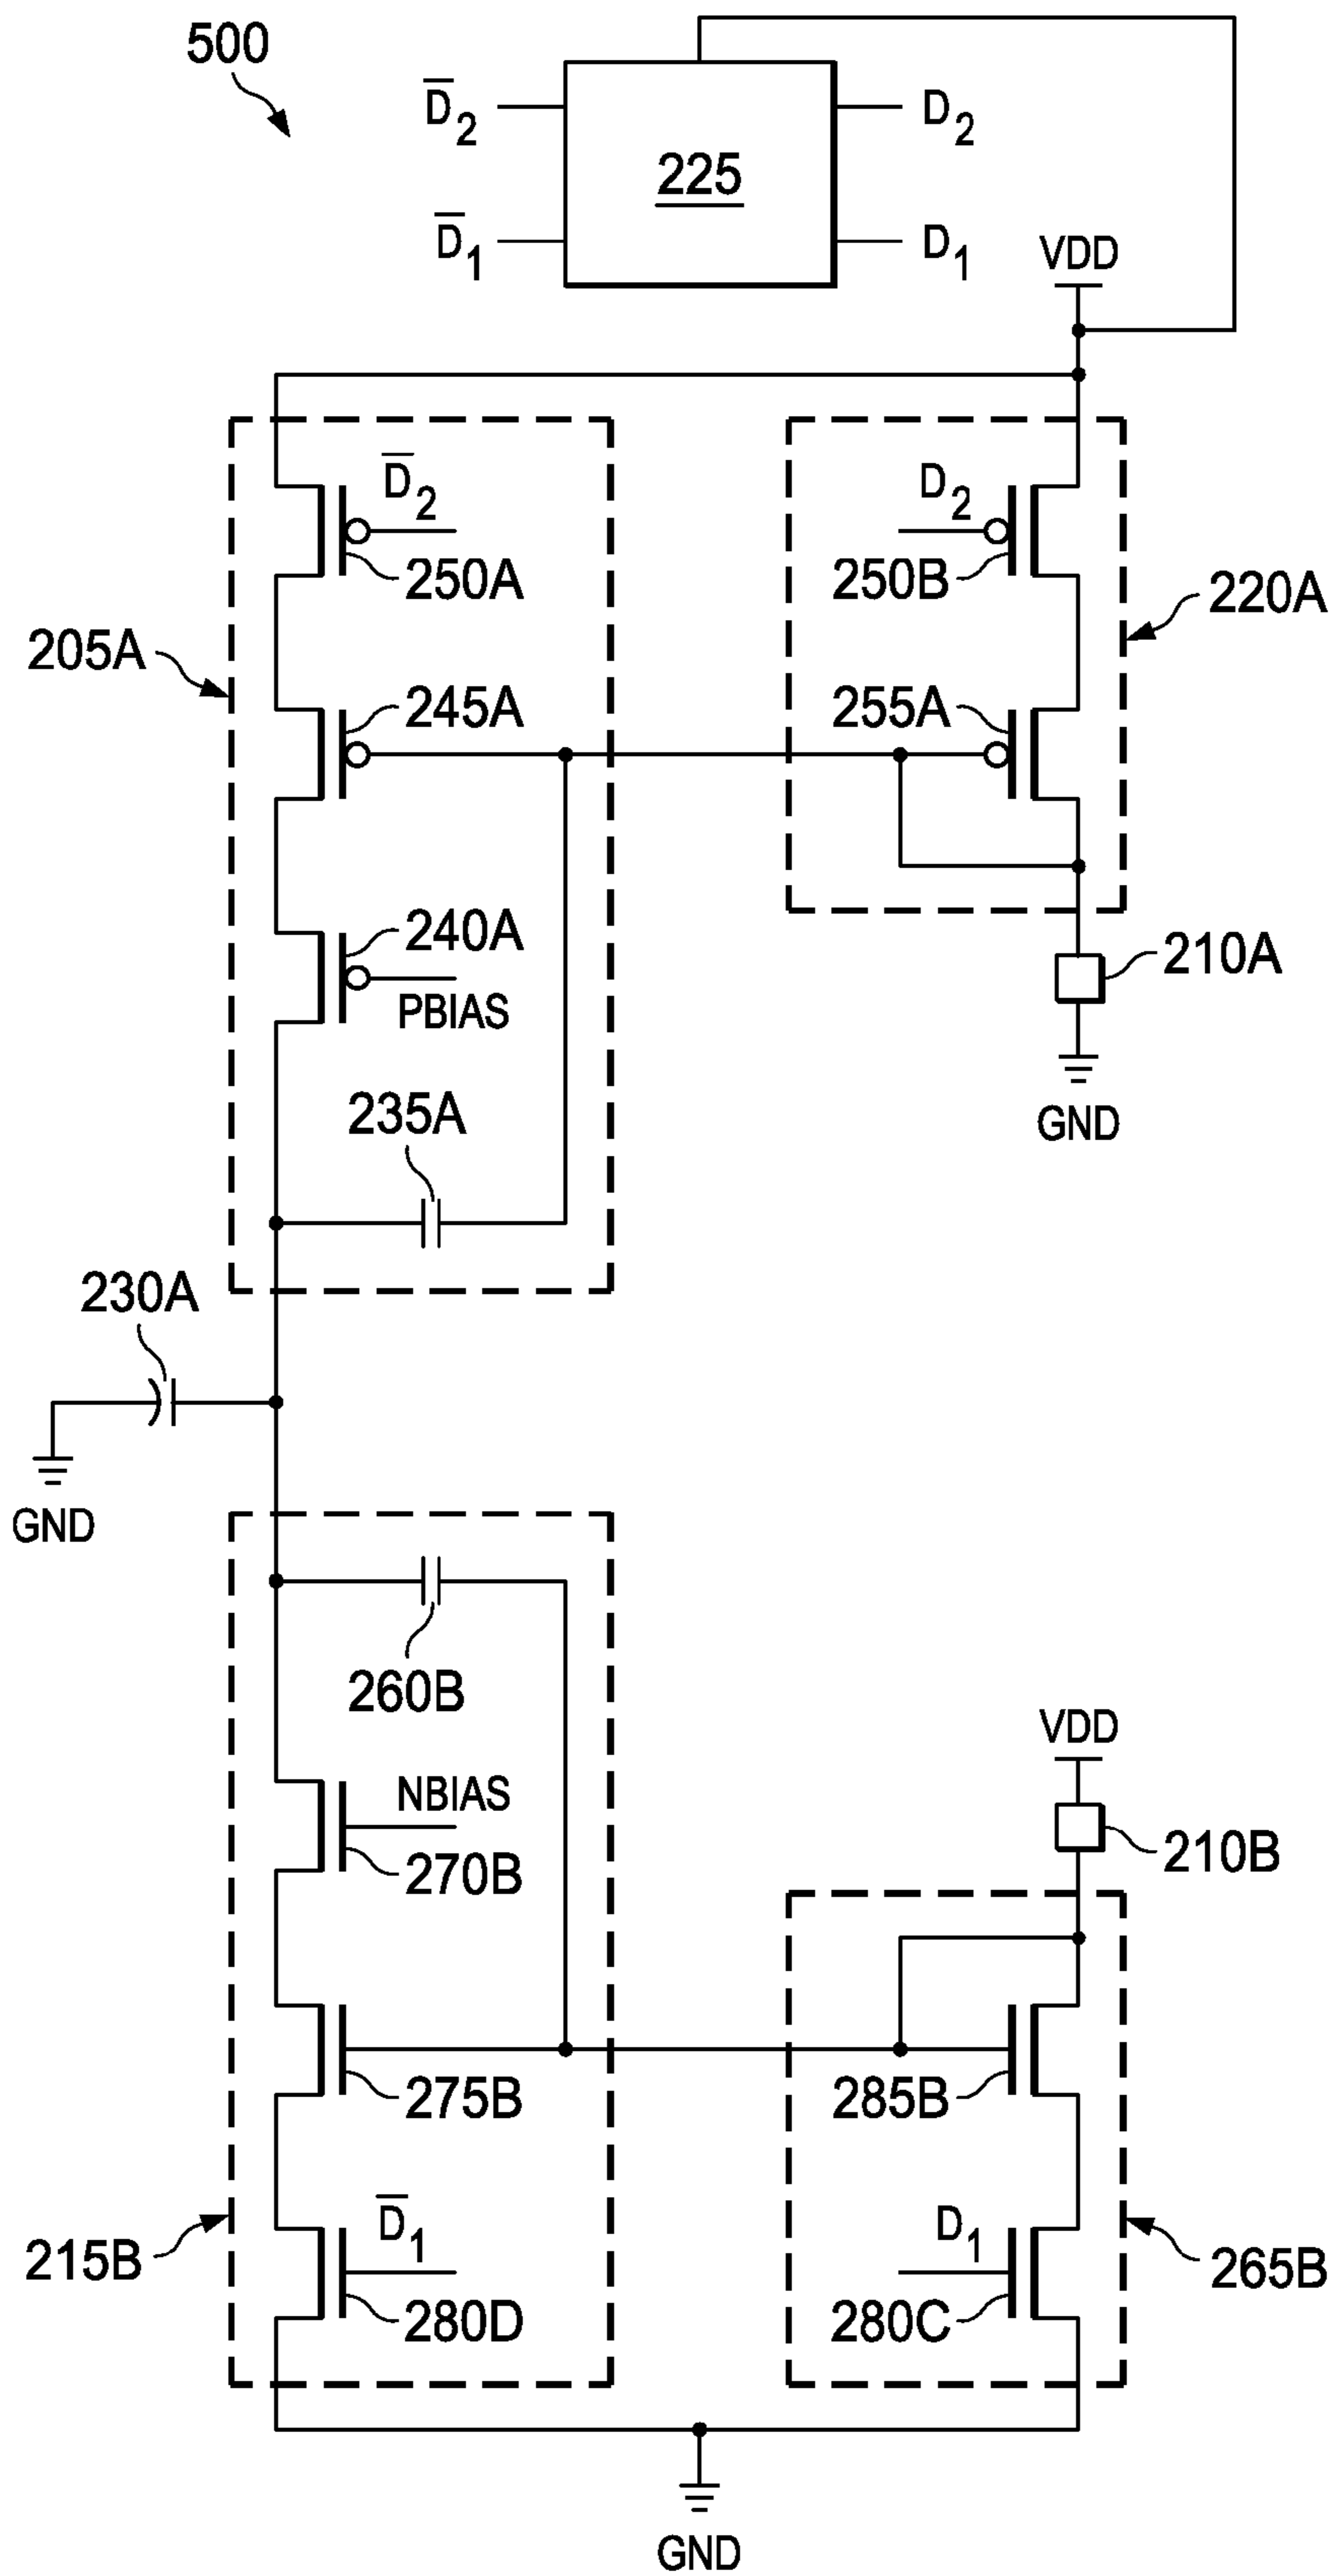 500
D̅2 D2
225
D̅1 D1
VDD
D̅2 D2
250A 250B
220A
205A
245A 255A
240A
210A
PBIAS
235A
GND
230A
GND
260B
VDD
NBIAS
210B
270B
275B 285B
D̅1 D1
215B 265B
280D 280C
GND